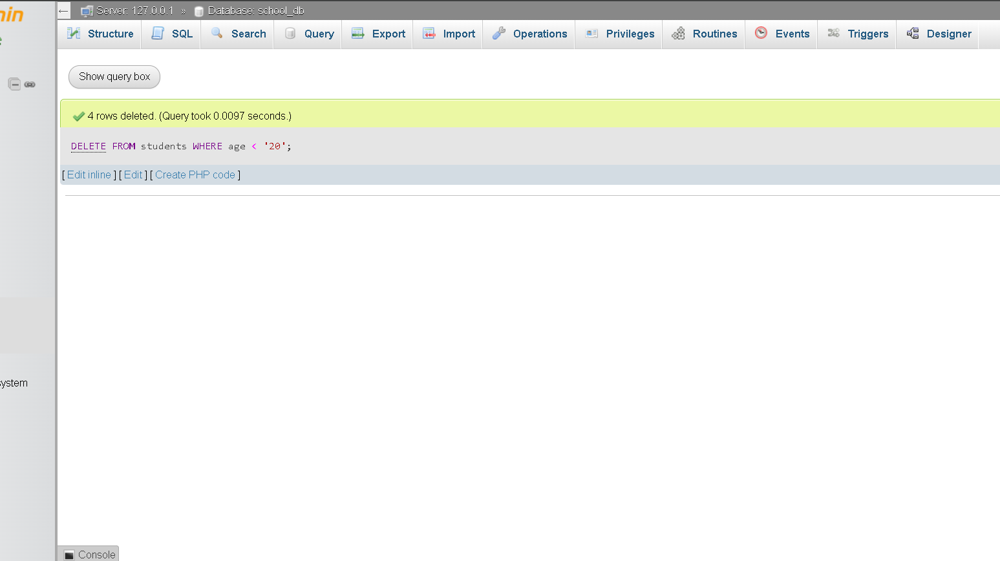 min
← Server: 127.0.0.1 » Database: school_db
Structure SQL Search Query Export Import Operations Privileges Routines Events Triggers Designer
Show query box
4 rows deleted. (Query took 0.0097 seconds.)
DELETE FROM students WHERE age < '20';
[ Edit inline ] [ Edit ] [ Create PHP code ]
system
Console